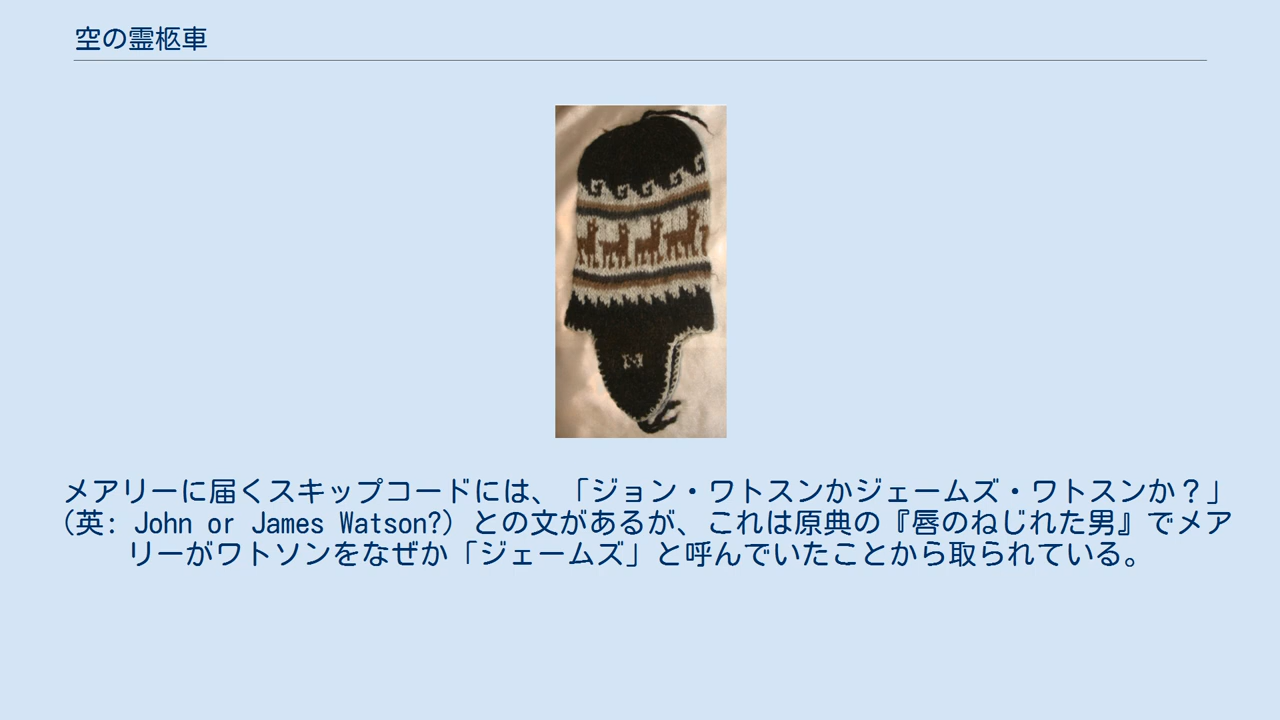 空の霊柩車
メアリーに届くスキップコードには、「ジョン・ワトスンかジェームズ・ワトスンか？」
（英: John or James Watson?）との文があるが、これは原典の『唇のねじれた男』でメア
リーがワトソンをなぜか「ジェームズ」と呼んでいたことから取られている。